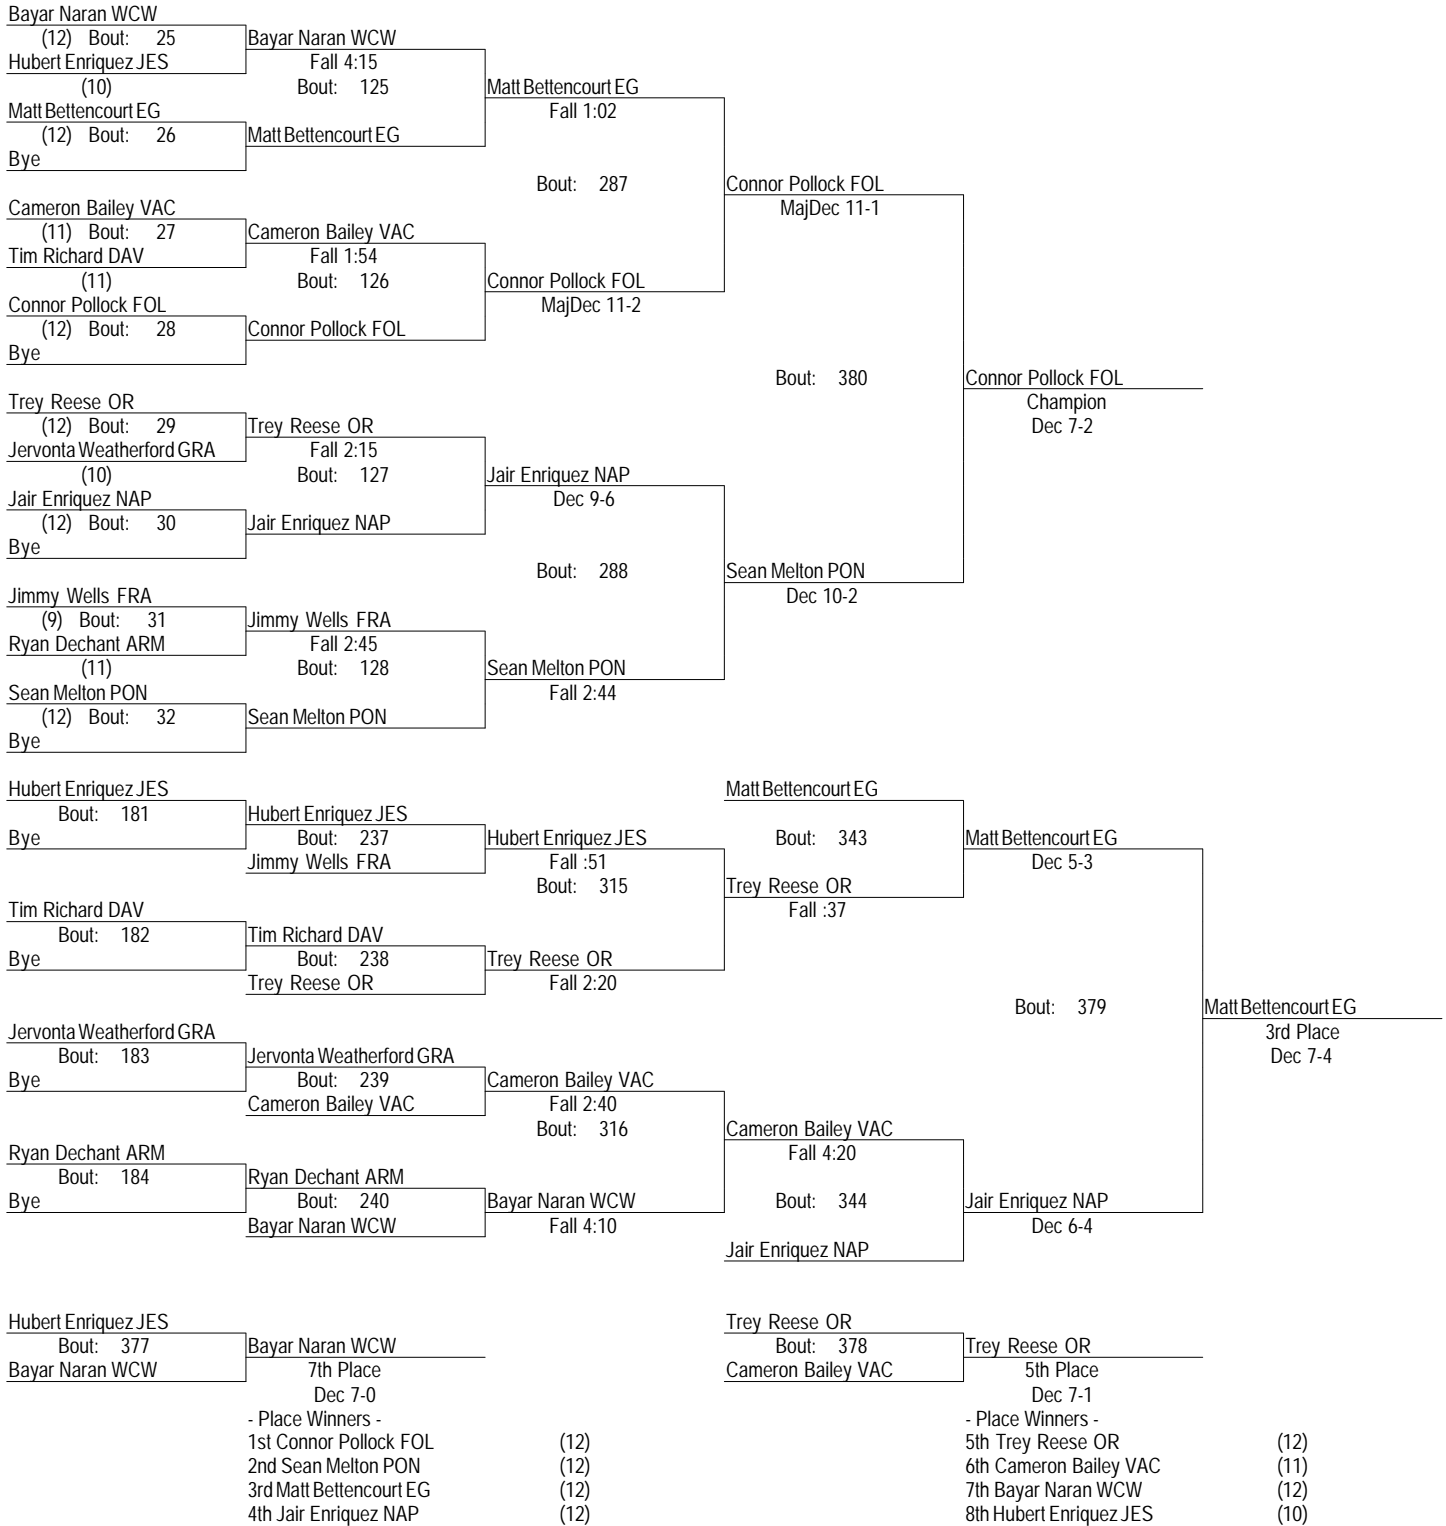 Bayar Naran WCW
(12) Bout: 25 Bayar Naran WCW
Hubert Enriquez JES Fall 4:15
(10) Bout: 125 Matt Bettencourt EG
Matt Bettencourt EG Fall 1:02
(12) Bout: 26 Matt Bettencourt EG
Bye
Bout: 287 Connor Pollock FOL
Cameron Bailey VAC MajDec 11-1
(11) Bout: 27 Cameron Bailey VAC
Tim Richard DAV Fall 1:54
(11) Bout: 126 Connor Pollock FOL
Connor Pollock FOL MajDec 11-2
(12) Bout: 28 Connor Pollock FOL
Bye
Bout: 380 Connor Pollock FOL
Trey Reese OR Champion
(12) Bout: 29 Trey Reese OR Dec 7-2
Jervonta Weatherford GRA Fall 2:15
(10) Bout: 127 Jair Enriquez NAP
Jair Enriquez NAP Dec 9-6
(12) Bout: 30 Jair Enriquez NAP
Bye
Bout: 288 Sean Melton PON
Jimmy Wells FRA Dec 10-2
(9) Bout: 31 Jimmy Wells FRA
Ryan Dechant ARM Fall 2:45
(11) Bout: 128 Sean Melton PON
Sean Melton PON Fall 2:44
(12) Bout: 32 Sean Melton PON
Bye
Hubert Enriquez JES Matt Bettencourt EG
Bout: 181 Hubert Enriquez JES
Bye Bout: 237 Hubert Enriquez JES Bout: 343 Matt Bettencourt EG
Jimmy Wells FRA Fall :51 Dec 5-3
Bout: 315 Trey Reese OR
Tim Richard DAV Fall :37
Bout: 182 Tim Richard DAV
Bye Bout: 238 Trey Reese OR
Trey Reese OR Fall 2:20
Bout: 379 Matt Bettencourt EG
Jervonta Weatherford GRA 3rd Place
Bout: 183 Jervonta Weatherford GRA Dec 7-4
Bye Bout: 239 Cameron Bailey VAC
Cameron Bailey VAC Fall 2:40
Bout: 316 Cameron Bailey VAC
Ryan Dechant ARM Fall 4:20
Bout: 184 Ryan Dechant ARM
Bye Bout: 240 Bayar Naran WCW Bout: 344 Jair Enriquez NAP
Bayar Naran WCW Fall 4:10 Dec 6-4
Jair Enriquez NAP
Hubert Enriquez JES Trey Reese OR
Bout: 377 Bayar Naran WCW Bout: 378 Trey Reese OR
Bayar Naran WCW 7th Place Cameron Bailey VAC 5th Place
Dec 7-0 Dec 7-1
- Place Winners - - Place Winners -
1st Connor Pollock FOL (12) 5th Trey Reese OR (12)
2nd Sean Melton PON (12) 6th Cameron Bailey VAC (11)
3rd Matt Bettencourt EG (12) 7th Bayar Naran WCW (12)
4th Jair Enriquez NAP (12) 8th Hubert Enriquez JES (10)